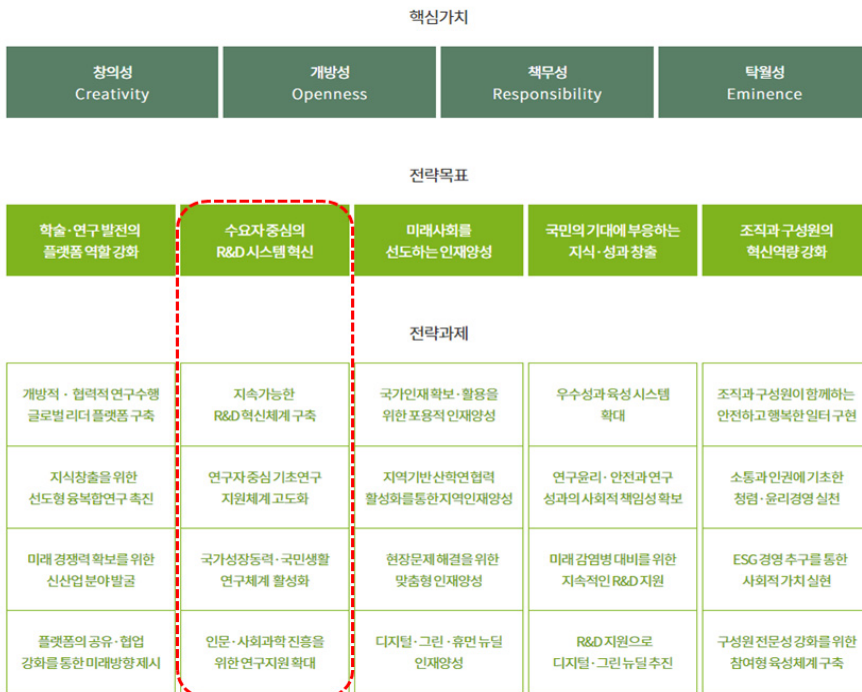 핵심가치
창의성
Creativity
개방성
Openness
책무성
Responsibility
탁월성
Eminence
전략목표
학술·연구 발전의
플랫폼 역할 강화
수요자 중심의
R&D 시스템 혁신
미래사회를
선도하는 인재양성
국민의 기대에 부응하는
지식·성과 창출
조직과 구성원의
혁신역량 강화
전략과제
개방적·협력적 연구수행
글로벌 리더 플랫폼 구축
지속가능한
R&D 혁신체계 구축
국가인재 확보·활용을
위한 포용적 인재양성
우수성과 육성 시스템
확대
조직과 구성원이 함께하는
안전하고 행복한 일터 구현
지식창출을 위한
선도형 융복합연구 촉진
연구자 중심 기초연구
지원체계 고도화
지역기반 산학연 협력
활성화를 통한 지역인재양성
연구윤리·안전과 연구
성과의 사회적 책임성 확보
소통과 인권에 기초한
청렴·윤리경영 실천
미래 경쟁력 확보를 위한
신산업 분야 발굴
국가성장동력·국민생활
연구체계 활성화
현장문제 해결을 위한
맞춤형 인재양성
미래 감염병 대비를 위한
지속적인 R&D 지원
ESG 경영 추구를 통한
사회적 가치 실현
플랫폼의 공유·협업
강화를 통한 미래방향 제시
인문·사회과학 진흥을
위한 연구지원 확대
디지털·그린·휴먼 뉴딜
인재양성
R&D 지원으로
디지털·그린 뉴딜 추진
구성원 전문성 강화를 위한
참여형 육성체계 구축